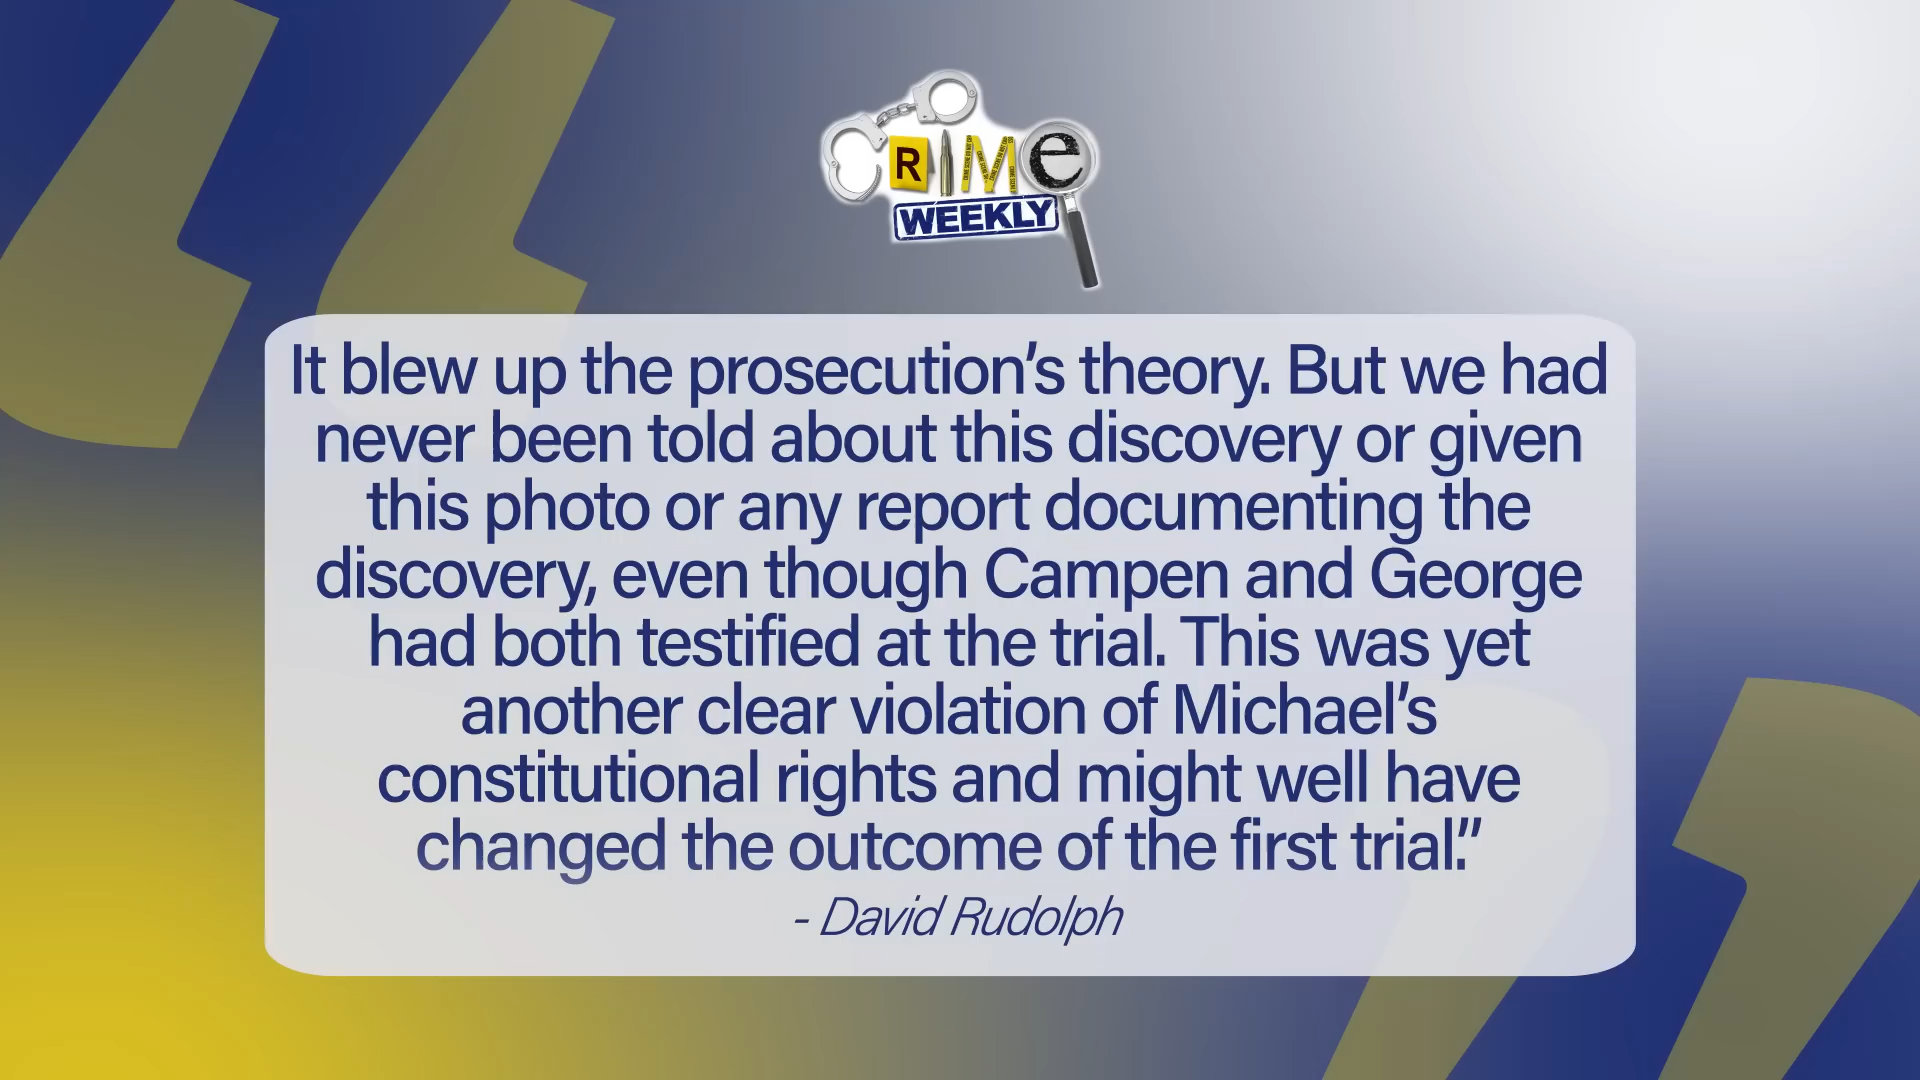 CRIMe
WEEKLY
It blew up the prosecution’s theory. But we had
never been told about this discovery or given
this photo or any report documenting the
discovery, even though Campen and George
had both testified at the trial. This was yet
another clear violation of Michael’s
constitutional rights and might well have
changed the outcome of the first trial.”
- David Rudolph